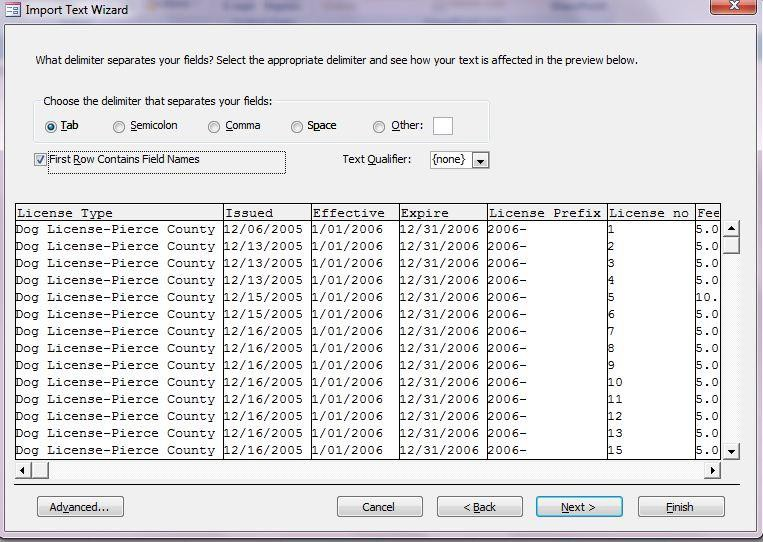 Import Text Wizard
What delimiter separates your fields? Select the appropriate delimiter and see how your text is affected in the preview below.
Choose the delimiter that separates your fields:
Tab Semicolon Comma Space Other:
First Row Contains Field Names Text Qualifier: {none}
License Type Issued Effective Expire License Prefix License no Fee
Dog License-Pierce County 12/06/2005 1/01/2006 12/31/2006 2006- 1 5.0
Dog License-Pierce County 12/13/2005 1/01/2006 12/31/2006 2006- 2 5.0
Dog License-Pierce County 12/13/2005 1/01/2006 12/31/2006 2006- 3 5.0
Dog License-Pierce County 12/13/2005 1/01/2006 12/31/2006 2006- 4 5.0
Dog License-Pierce County 12/15/2005 1/01/2006 12/31/2006 2006- 5 10.
Dog License-Pierce County 12/15/2005 1/01/2006 12/31/2006 2006- 6 5.0
Dog License-Pierce County 12/16/2005 1/01/2006 12/31/2006 2006- 7 5.0
Dog License-Pierce County 12/16/2005 1/01/2006 12/31/2006 2006- 8 5.0
Dog License-Pierce County 12/16/2005 1/01/2006 12/31/2006 2006- 9 5.0
Dog License-Pierce County 12/16/2005 1/01/2006 12/31/2006 2006- 10 5.0
Dog License-Pierce County 12/16/2005 1/01/2006 12/31/2006 2006- 11 5.0
Dog License-Pierce County 12/16/2005 1/01/2006 12/31/2006 2006- 12 5.0
Dog License-Pierce County 12/16/2005 1/01/2006 12/31/2006 2006- 13 5.0
Dog License-Pierce County 12/16/2005 1/01/2006 12/31/2006 2006- 15 5.0
Advanced... Cancel < Back Next > Finish